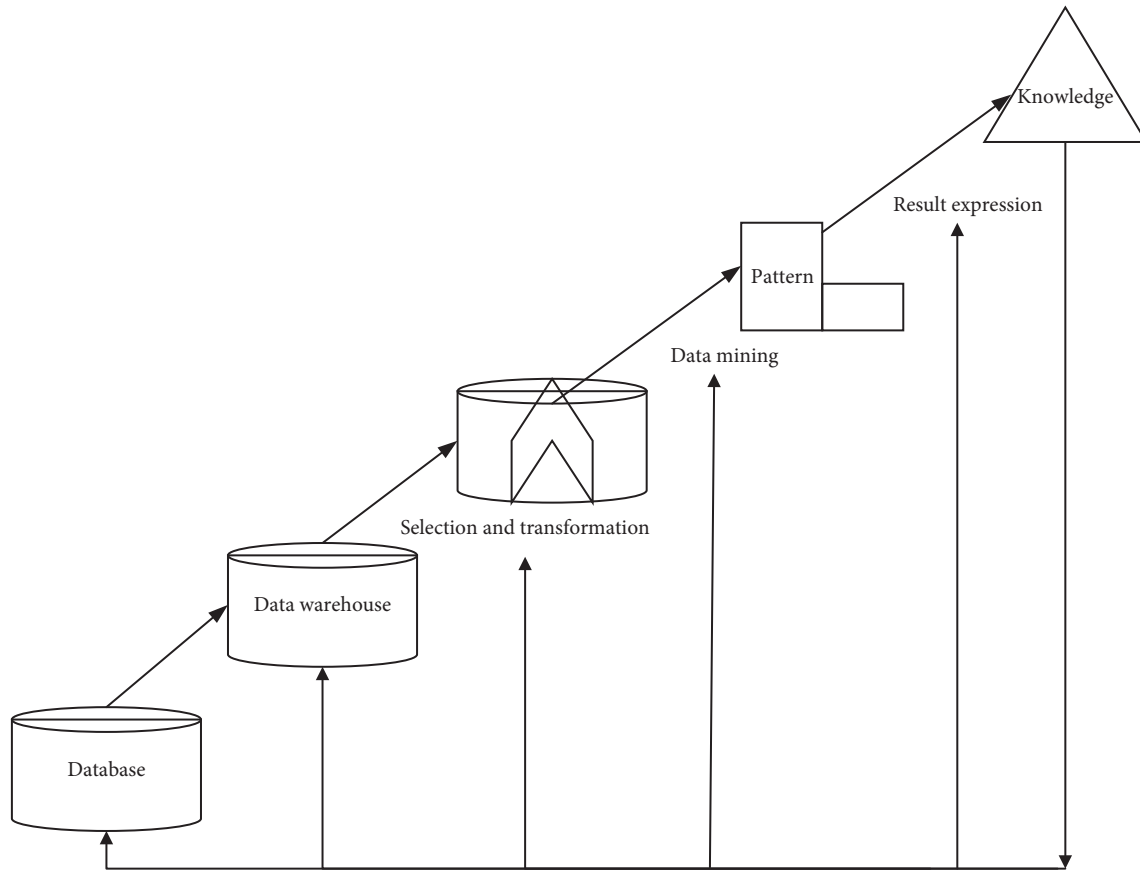 Knowledge
Result expression
Pattern
Data mining
Selection and transformation
Data warehouse
Database